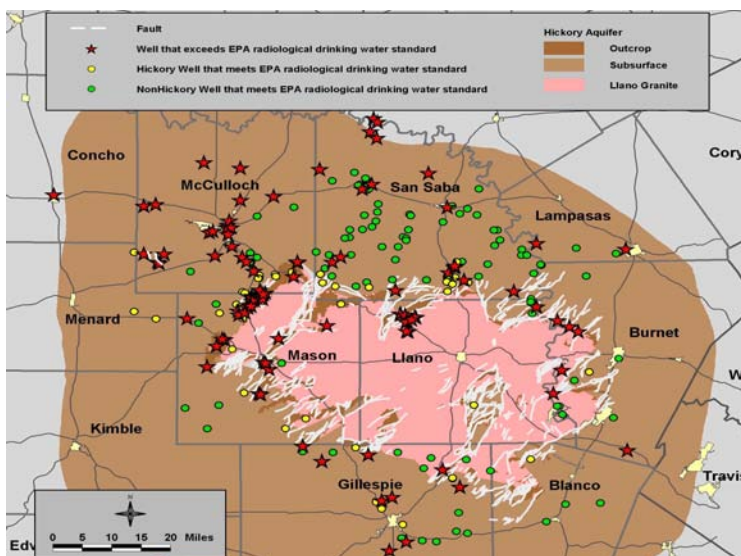 Fault
Well that exceeds EPA radiological drinking water standard
Hickory Well that meets EPA radiological drinking water standard
NonHickory Well that meets EPA radiological drinking water standard
Hickory Aquifer
Outcrop
Subsurface
Llano Granite
Concho
McCulloch
San Saba
Cory
Lampasas
Menard
Mason
Llano
Burnet
W
Kimble
Gillespie
Blanco
Travis
Edw
N
0 5 10 15 20 Miles